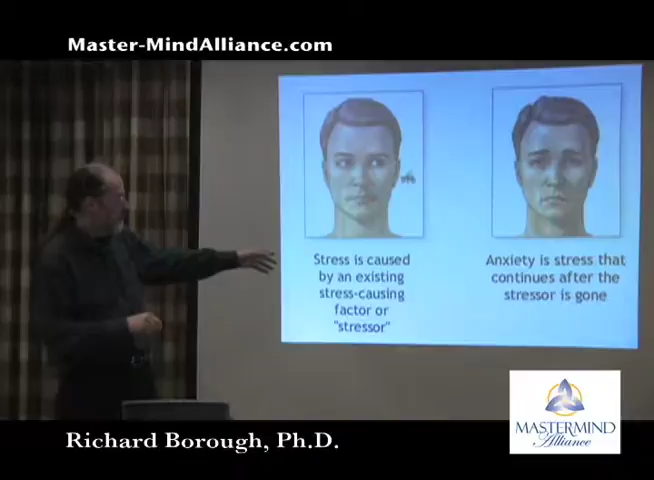 Master-MindAlliance.com
Stress is caused
by an existing
stress-causing
factor or
"stressor"
Anxiety is stress that
continues after the
stressor is gone
Richard Borough, Ph.D.
MASTERMIND
Alliance